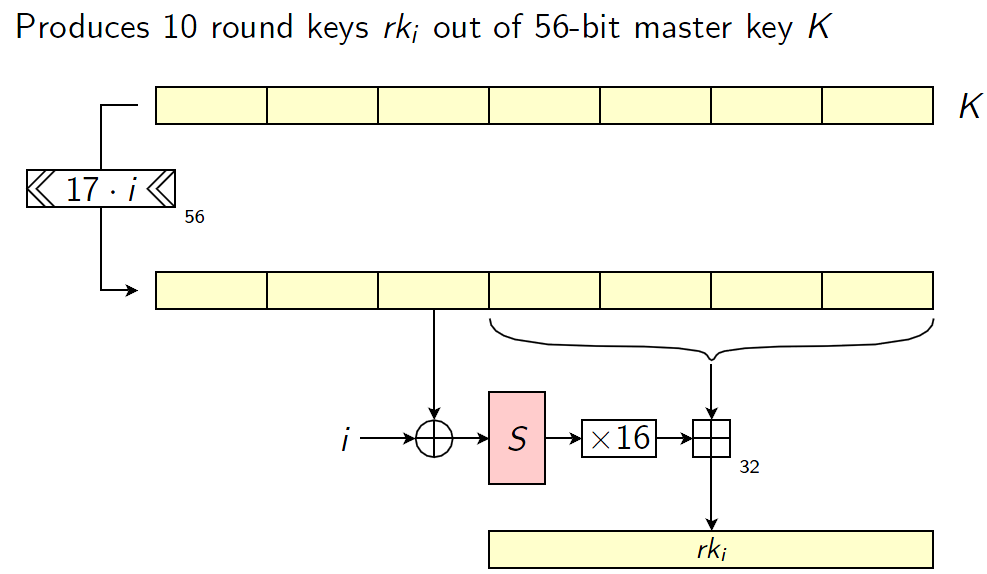 Produces 10 round keys rkᵢ out of 56-bit master key K
K
17 · i
56
i
S
×16
32
rkᵢ